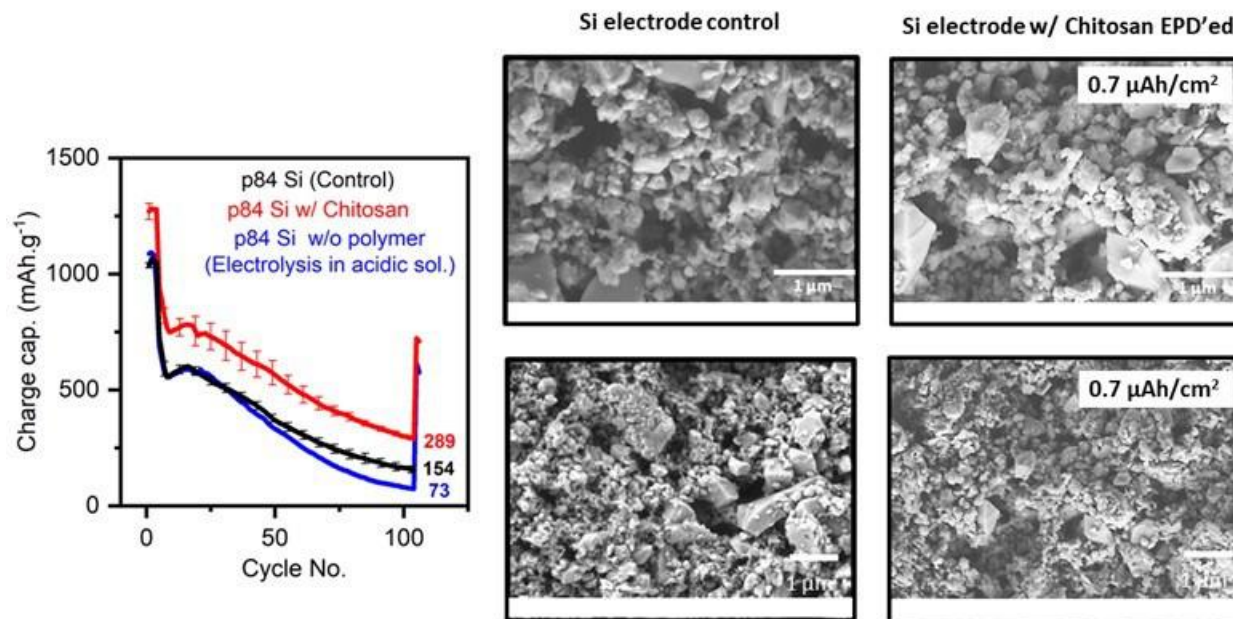 Si electrode control
Si electrode w/ Chitosan EPD’ed
1500
1000
500
0
Charge cap. (mAh.g⁻¹)
p84 Si (Control)
p84 Si w/ Chitosan
p84 Si w/o polymer
(Electrolysis in acidic sol.)
289
154
73
0
50
100
Cycle No.
1 µm
0.7 µAh/cm²
1 µm
1 µm
0.7 µAh/cm²
1 µm